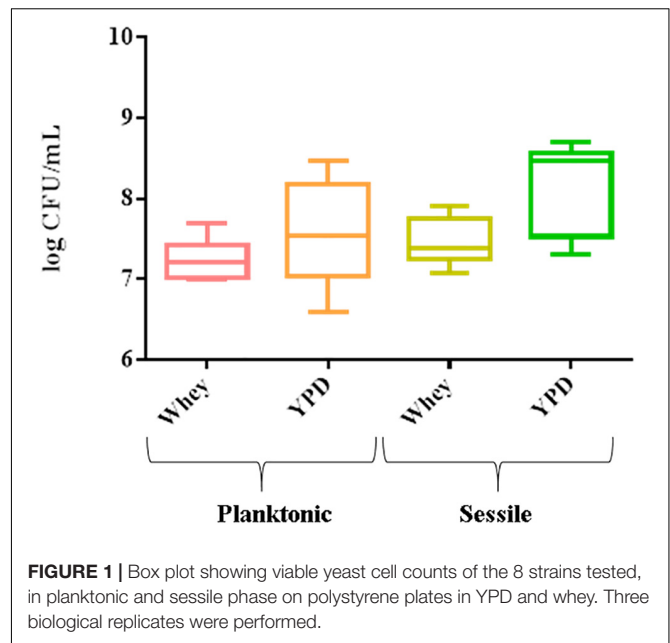 10
9
8
7
6
log CFU/mL
Whey
YPD
Whey
YPD
Planktonic
Sessile
FIGURE 1 | Box plot showing viable yeast cell counts of the 8 strains tested,
in planktonic and sessile phase on polystyrene plates in YPD and whey. Three
biological replicates were performed.